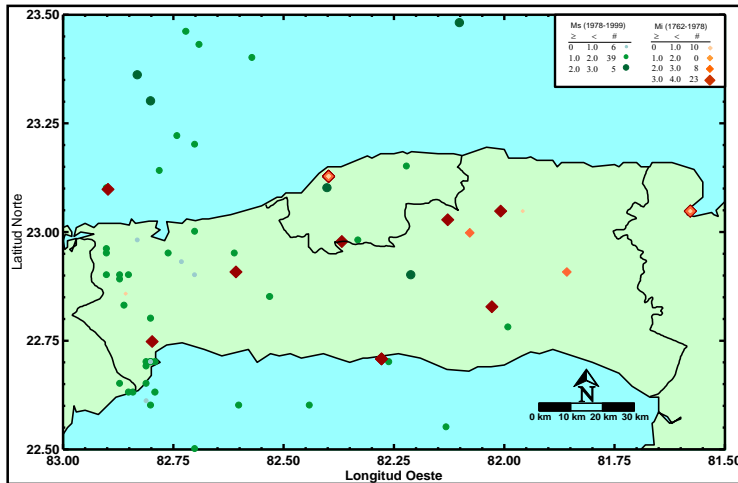 23.50
23.25
23.00
22.75
22.50
Latitud Norte
83.00 82.75 82.50 82.25 82.00 81.75 81.50
Longitud Oeste
Ms (1978-1999)
≥ < #
0 1.0 6
1.0 2.0 39
2.0 3.0 5
Mi (1762-1978)
≥ < #
0 1.0 10
1.0 2.0 0
2.0 3.0 8
3.0 4.0 23
N
0 km 10 km 20 km 30 km